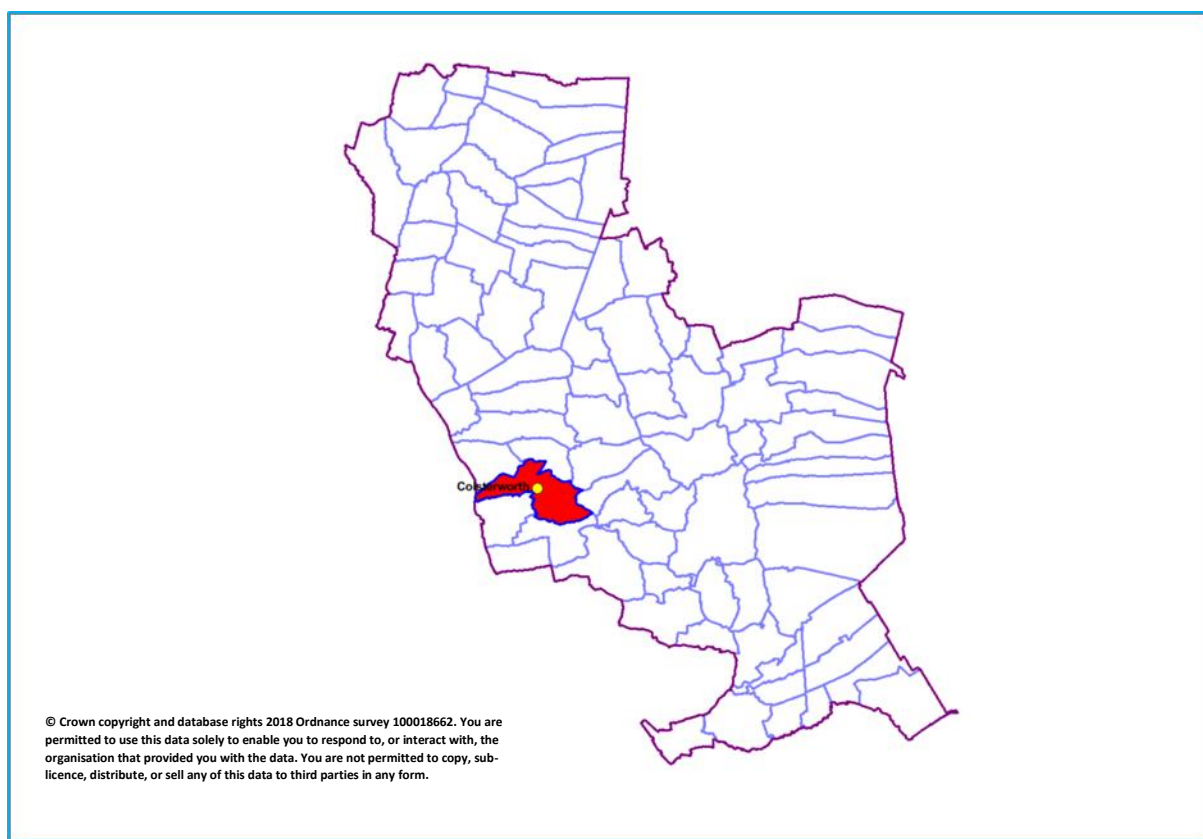 Colsterworth
© Crown copyright and database rights 2018 Ordnance survey 100018662. You are
permitted to use this data solely to enable you to respond to, or interact with, the
organisation that provided you with the data. You are not permitted to copy, sub-
licence, distribute, or sell any of this data to third parties in any form.